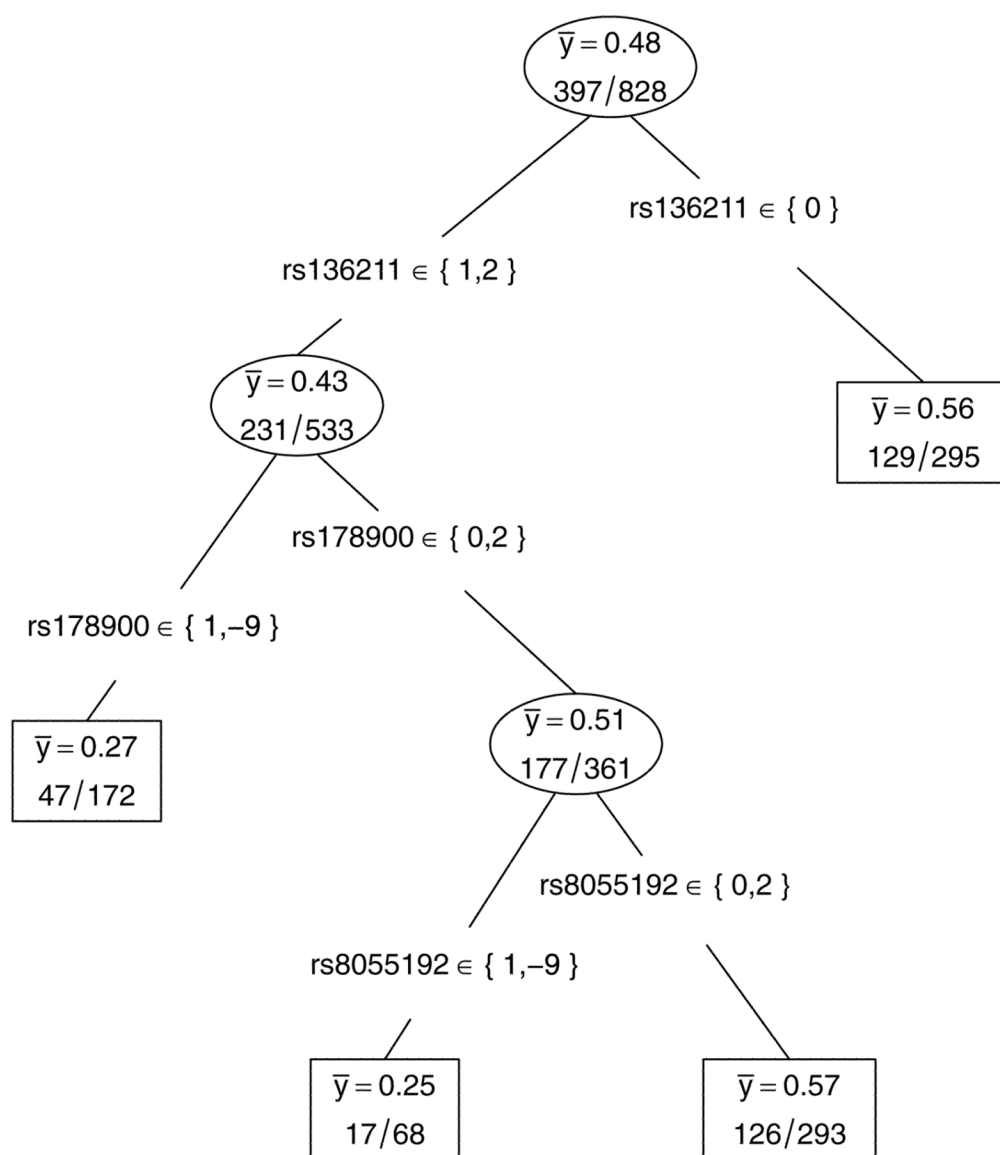 y̅ = 0.48
397/828
rs136211 ∈ { 0 }
rs136211 ∈ { 1,2 }
y̅ = 0.43
231/533
y̅ = 0.56
129/295
rs178900 ∈ { 0,2 }
rs178900 ∈ { 1,−9 }
y̅ = 0.27
47/172
y̅ = 0.51
177/361
rs8055192 ∈ { 0,2 }
rs8055192 ∈ { 1,−9 }
y̅ = 0.25
17/68
y̅ = 0.57
126/293